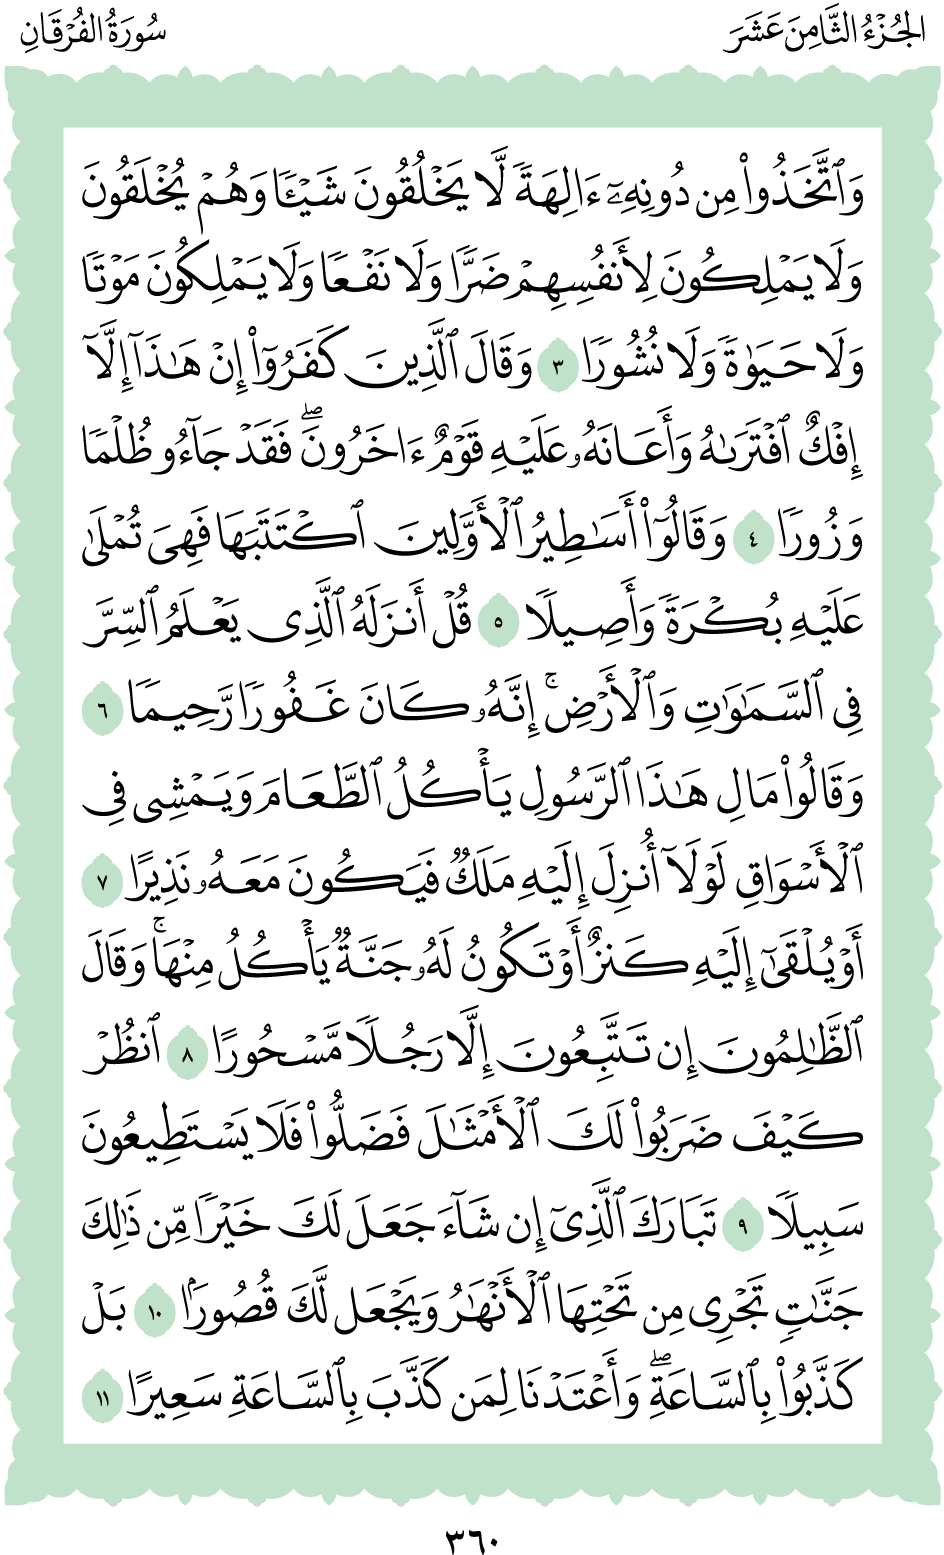 الجُزْءُ الثَّامِنَ عَشَرَ
سُورَةُ الفُرْقَانِ
وَٱتَّخَذُوا۟ مِن دُونِهِۦٓ ءَالِهَةً لَّا يَخْلُقُونَ شَيْـًٔا وَهُمْ يُخْلَقُونَ
وَلَا يَمْلِكُونَ لِأَنفُسِهِمْ ضَرًّا وَلَا نَفْعًا وَلَا يَمْلِكُونَ مَوْتًا
وَلَا حَيَوٰةً وَلَا نُشُورًا ٣ وَقَالَ ٱلَّذِينَ كَفَرُوٓا۟ إِنْ هَـٰذَآ إِلَّآ
إِفْكٌ ٱفْتَرَىٰهُ وَأَعَانَهُۥ عَلَيْهِ قَوْمٌ ءَاخَرُونَ ۖ فَقَدْ جَآءُو ظُلْمًا
وَزُورًا ٤ وَقَالُوٓا۟ أَسَـٰطِيرُ ٱلْأَوَّلِينَ ٱكْتَتَبَهَا فَهِىَ تُمْلَىٰ
عَلَيْهِ بُكْرَةً وَأَصِيلًا ٥ قُلْ أَنزَلَهُ ٱلَّذِى يَعْلَمُ ٱلسِّرَّ
فِى ٱلسَّمَـٰوَٰتِ وَٱلْأَرْضِ ۚ إِنَّهُۥ كَانَ غَفُورًا رَّحِيمًا ٦
وَقَالُوا۟ مَالِ هَـٰذَا ٱلرَّسُولِ يَأْكُلُ ٱلطَّعَامَ وَيَمْشِى فِى
ٱلْأَسْوَاقِ ۙ لَوْلَآ أُنزِلَ إِلَيْهِ مَلَكٌ فَيَكُونَ مَعَهُۥ نَذِيرًا ٧
أَوْ يُلْقَىٰٓ إِلَيْهِ كَنزٌ أَوْ تَكُونُ لَهُۥ جَنَّةٌ يَأْكُلُ مِنْهَا ۚ وَقَالَ
ٱلظَّـٰلِمُونَ إِن تَتَّبِعُونَ إِلَّا رَجُلًا مَّسْحُورًا ٨ ٱنظُرْ
كَيْفَ ضَرَبُوا۟ لَكَ ٱلْأَمْثَـٰلَ فَضَلُّوا۟ فَلَا يَسْتَطِيعُونَ
سَبِيلًا ٩ تَبَارَكَ ٱلَّذِىٓ إِن شَآءَ جَعَلَ لَكَ خَيْرًا مِّن ذَٰلِكَ
جَنَّـٰتٍ تَجْرِى مِن تَحْتِهَا ٱلْأَنْهَـٰرُ وَيَجْعَل لَّكَ قُصُورًۢا ١٠ بَلْ
كَذَّبُوا۟ بِٱلسَّاعَةِ ۖ وَأَعْتَدْنَا لِمَن كَذَّبَ بِٱلسَّاعَةِ سَعِيرًا ١١
٣٦٠